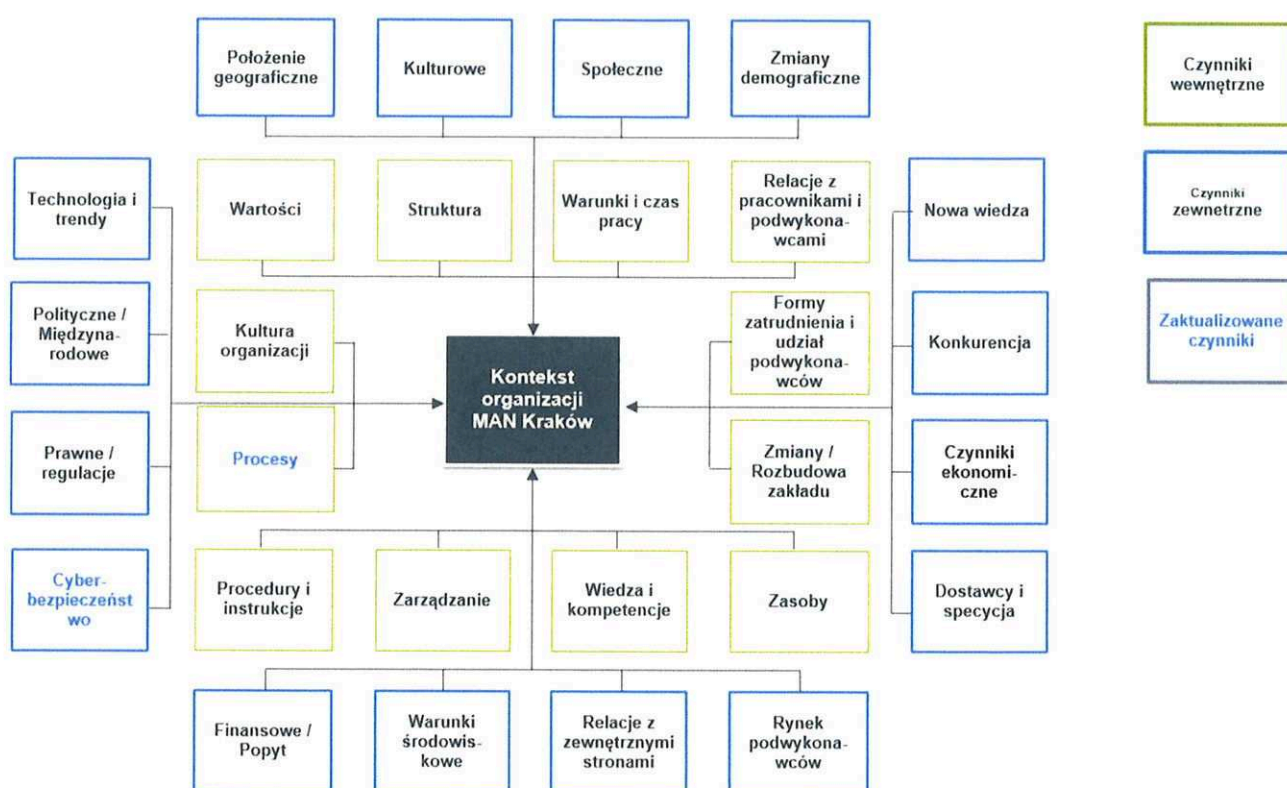 Położenie
geograficzne
Kulturowe
Społeczne
Zmiany
demograficzne
Czynniki
wewnętrzne
Technologia i
trendy
Wartości
Struktura
Warunki i czas
pracy
Relacje z
pracownikami i
podwykona-
wcami
Nowa wiedza
Czynniki
zewnetrzne
Polityczne /
Międzyna-
rodowe
Kultura
organizacji
Formy
zatrudnienia i
udział
podwykona-
wców
Konkurencja
Zaktualizowane
czynniki
Kontekst
organizacji
MAN Kraków
Prawne /
regulacje
Procesy
Zmiany /
Rozbudowa
zakładu
Czynniki
ekonomi-
czne
Cyber-
bezpieczeńst
wo
Procedury i
instrukcje
Zarządzanie
Wiedza i
kompetencje
Zasoby
Dostawcy i
specycja
Finansowe /
Popyt
Warunki
środowis-
kowe
Relacje z
zewnętrznymi
stronami
Rynek
podwykona-
wców